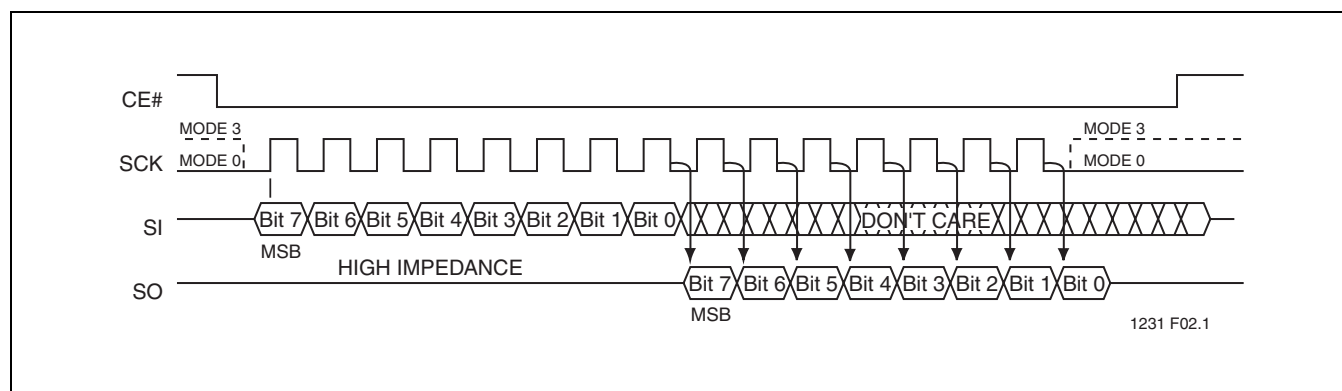 CE#
MODE 3
MODE 3
SCK
MODE 0
MODE 0
SI
Bit 7 Bit 6 Bit 5 Bit 4 Bit 3 Bit 2 Bit 1 Bit 0
DON'T CARE
MSB
HIGH IMPEDANCE
SO
Bit 7 Bit 6 Bit 5 Bit 4 Bit 3 Bit 2 Bit 1 Bit 0
MSB
1231 F02.1